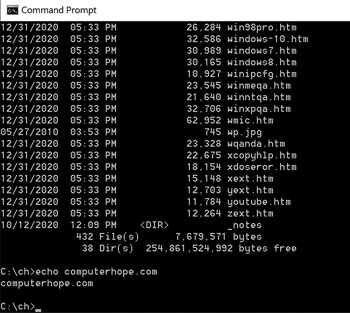 Command Prompt
12/31/2020 05:33 PM 26,284 win98pro.htm
12/31/2020 05:33 PM 32,586 windows-10.htm
12/31/2020 05:33 PM 30,989 windows7.htm
12/31/2020 05:33 PM 30,165 windows8.htm
12/31/2020 05:33 PM 10,927 winipcfg.htm
12/31/2020 05:33 PM 23,545 winmeqa.htm
12/31/2020 05:33 PM 21,640 winntqa.htm
12/31/2020 05:33 PM 32,706 winxpqa.htm
12/31/2020 05:33 PM 62,952 wmic.htm
05/27/2010 03:53 PM 745 wp.jpg
12/31/2020 05:33 PM 23,328 wqanda.htm
12/31/2020 05:33 PM 22,675 xcopyhlp.htm
12/31/2020 05:33 PM 18,154 xdoseror.htm
12/31/2020 05:33 PM 15,148 xext.htm
12/31/2020 05:33 PM 12,703 yext.htm
12/31/2020 05:33 PM 11,784 youtube.htm
12/31/2020 05:33 PM 12,264 zext.htm
10/12/2020 12:09 PM <DIR> _notes
432 File(s) 7,679,571 bytes
38 Dir(s) 254,861,524,992 bytes free
C:\ch>echo computerhope.com
computerhope.com
C:\ch>_